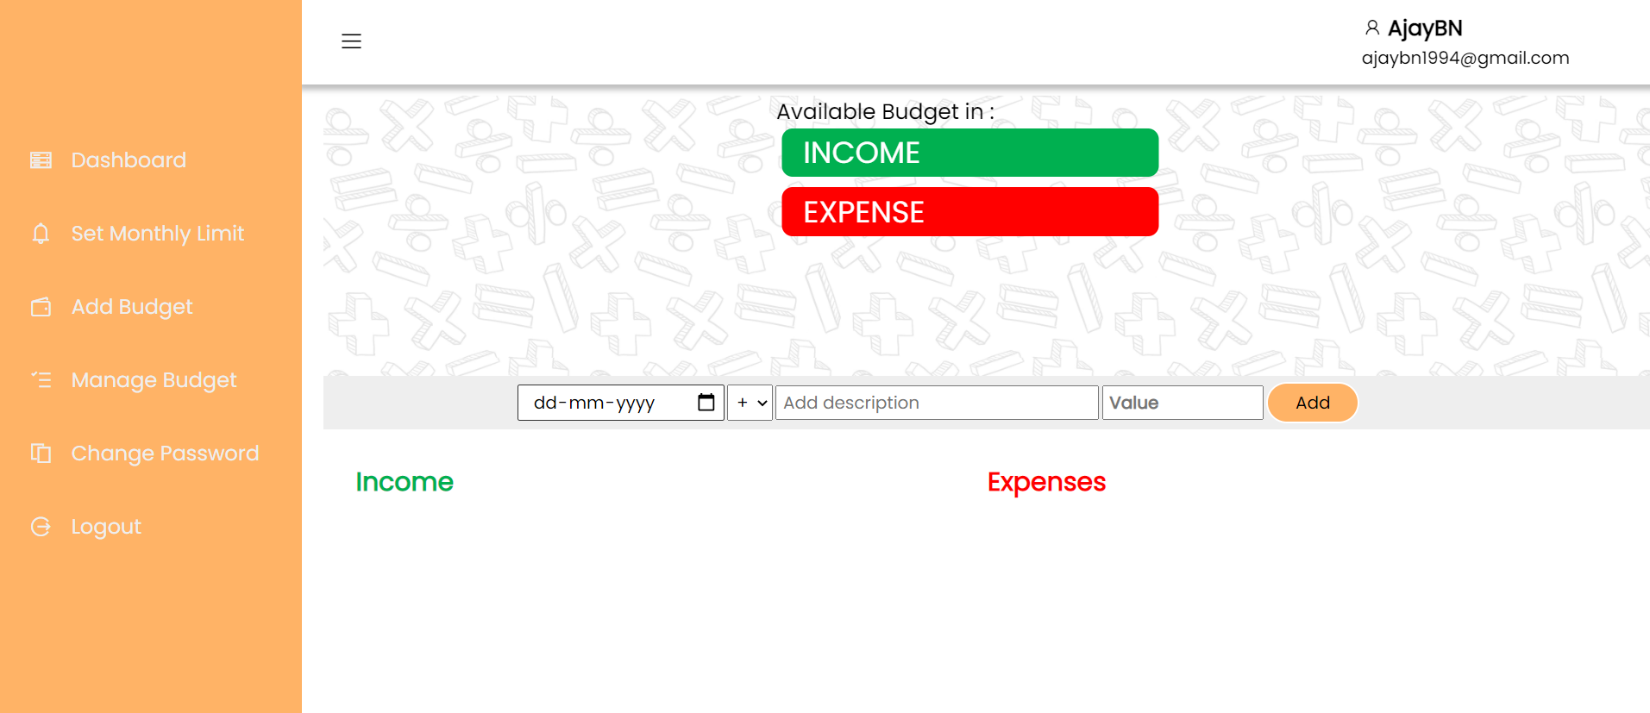 AjayBN
ajaybn1994@gmail.com
Dashboard
Set Monthly Limit
Add Budget
Manage Budget
Change Password
Logout
Available Budget in :
INCOME
EXPENSE
dd-mm-yyyy + Add description Value Add
Income Expenses